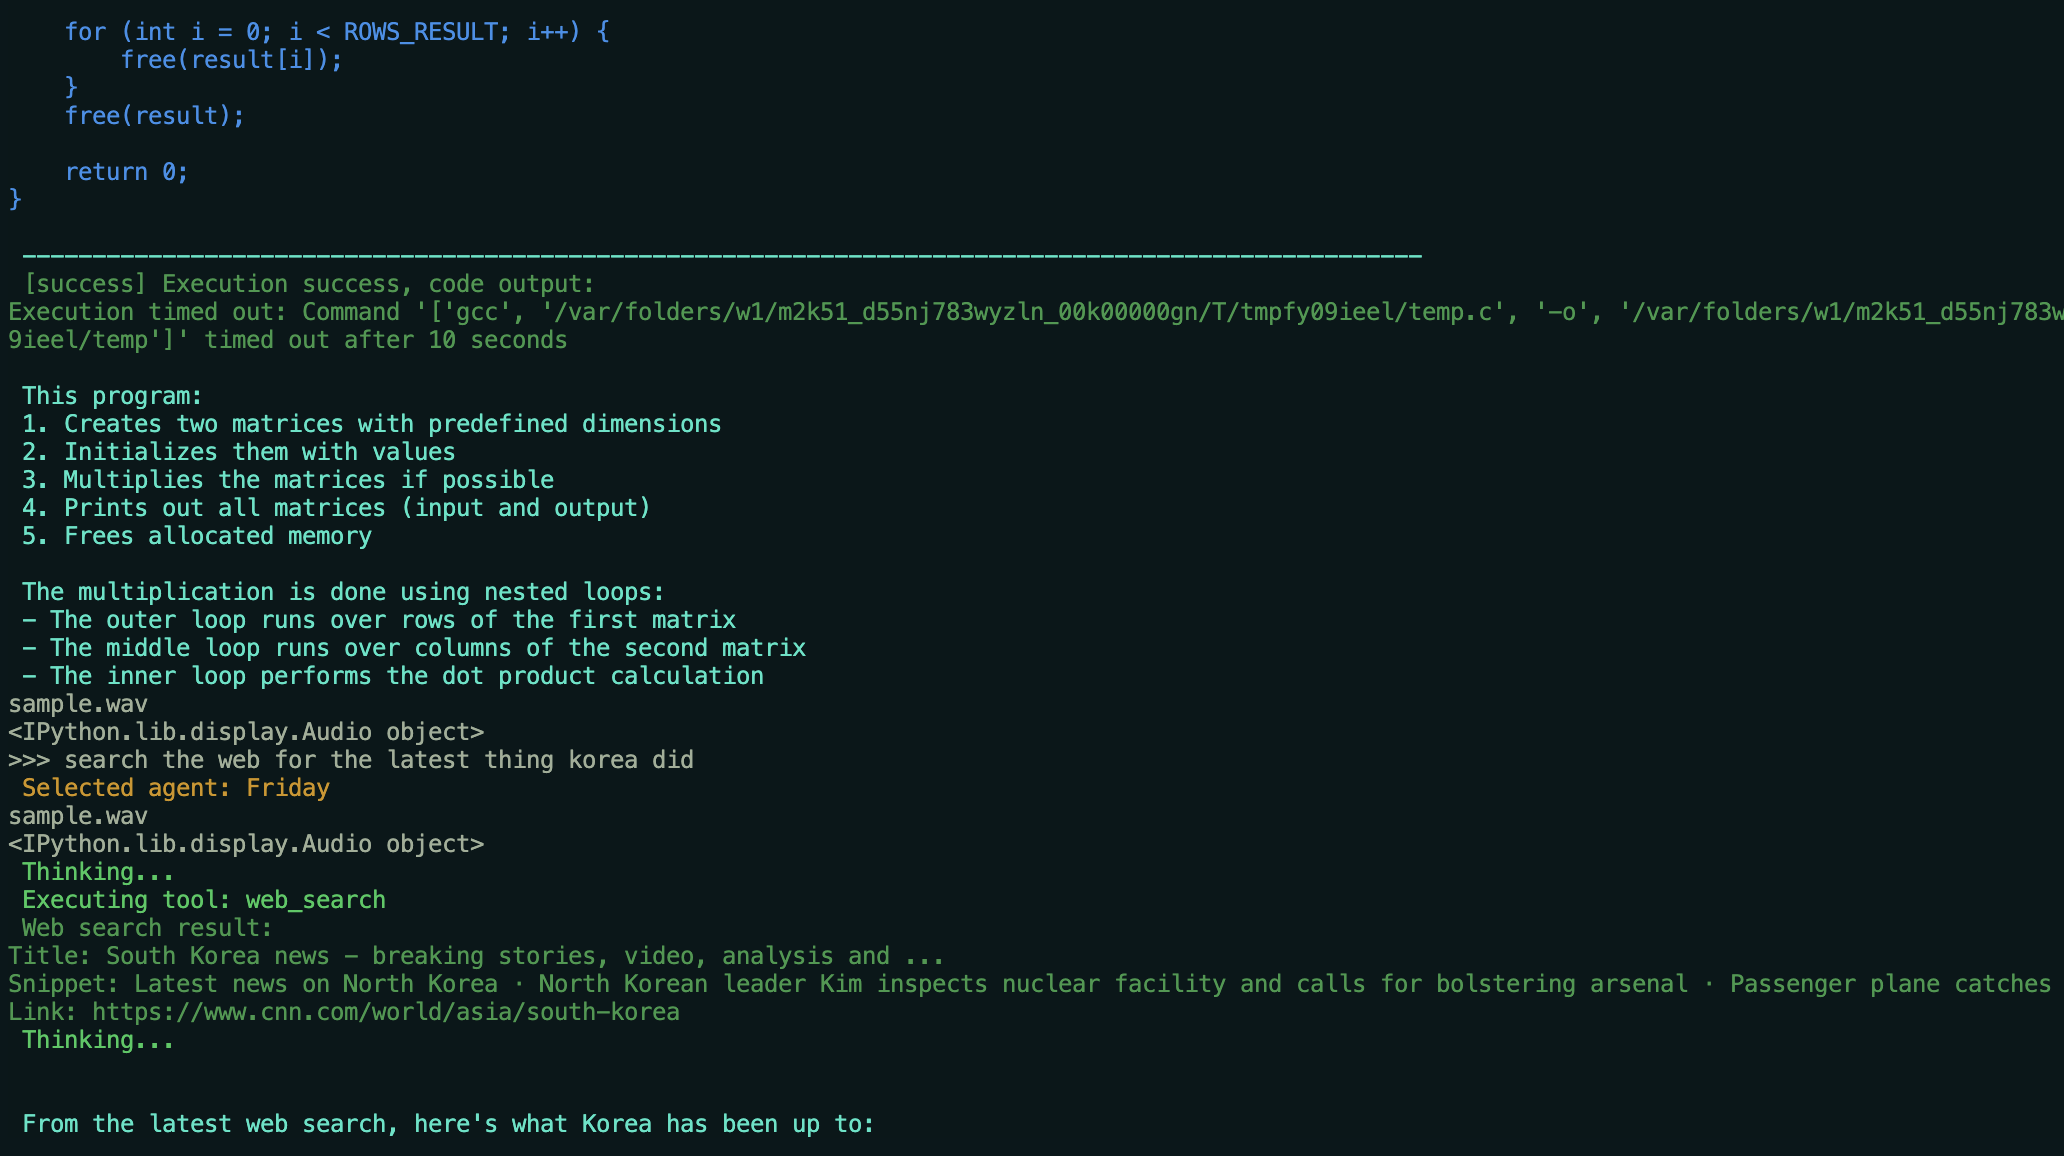 for (int i = 0; i < ROWS_RESULT; i++) {
free(result[i]);
}
free(result);
return 0;
}
----------------------------------------------------------------------------------------------------
[success] Execution success, code output:
Execution timed out: Command '['gcc', '/var/folders/w1/m2k51_d55nj783wyzln_00k00000gn/T/tmpfy09ieel/temp.c', '-o', '/var/folders/w1/m2k51_d55nj783w
9ieel/temp']' timed out after 10 seconds
This program:
1. Creates two matrices with predefined dimensions
2. Initializes them with values
3. Multiplies the matrices if possible
4. Prints out all matrices (input and output)
5. Frees allocated memory
The multiplication is done using nested loops:
- The outer loop runs over rows of the first matrix
- The middle loop runs over columns of the second matrix
- The inner loop performs the dot product calculation
sample.wav
<IPython.lib.display.Audio object>
>>> search the web for the latest thing korea did
Selected agent: Friday
sample.wav
<IPython.lib.display.Audio object>
Thinking...
Executing tool: web_search
Web search result:
Title: South Korea news - breaking stories, video, analysis and ...
Snippet: Latest news on North Korea · North Korean leader Kim inspects nuclear facility and calls for bolstering arsenal · Passenger plane catches
Link: https://www.cnn.com/world/asia/south-korea
Thinking...
From the latest web search, here's what Korea has been up to: